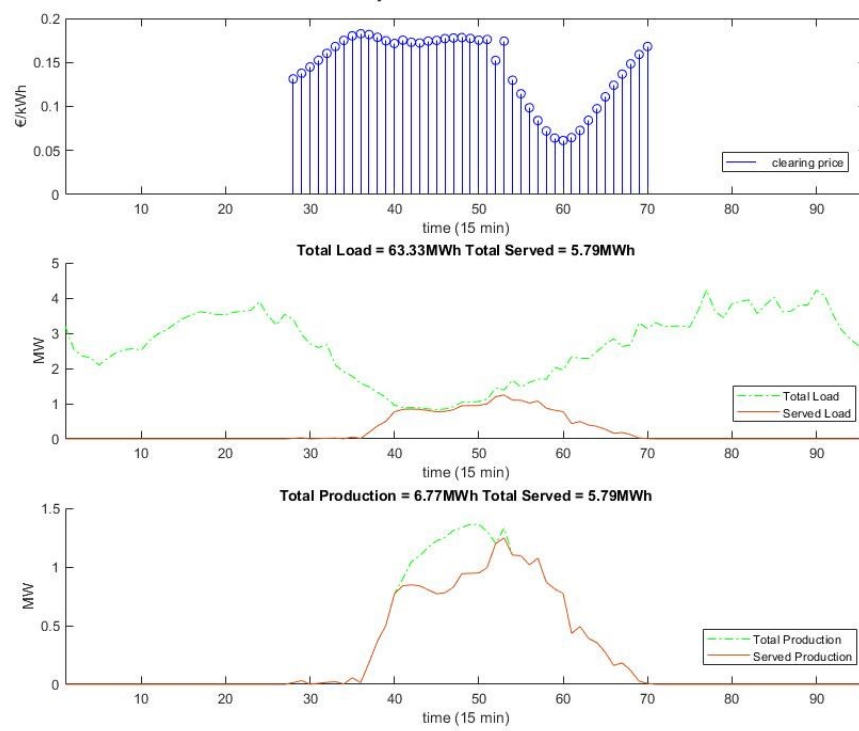 0.2
0.15
0.1
0.05
0
€/kWh
clearing price
10 20 30 40 50 60 70 80 90
time (15 min)
Total Load = 63.33MWh Total Served = 5.79MWh
5
4
3
2
1
0
MW
Total Load
Served Load
10 20 30 40 50 60 70 80 90
time (15 min)
Total Production = 6.77MWh Total Served = 5.79MWh
1.5
1
0.5
0
MW
Total Production
Served Production
10 20 30 40 50 60 70 80 90
time (15 min)